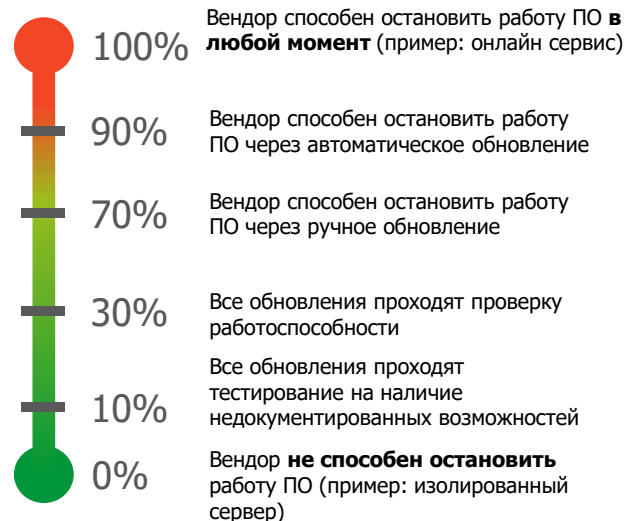 100%
Вендор способен остановить работу ПО в
любой момент (пример: онлайн сервис)
90%
Вендор способен остановить работу
ПО через автоматическое обновление
70%
Вендор способен остановить работу
ПО через ручное обновление
30%
Все обновления проходят проверку
работоспособности
10%
Все обновления проходят
тестирование на наличие
недокументированных возможностей
0%
Вендор не способен остановить
работу ПО (пример: изолированный
сервер)